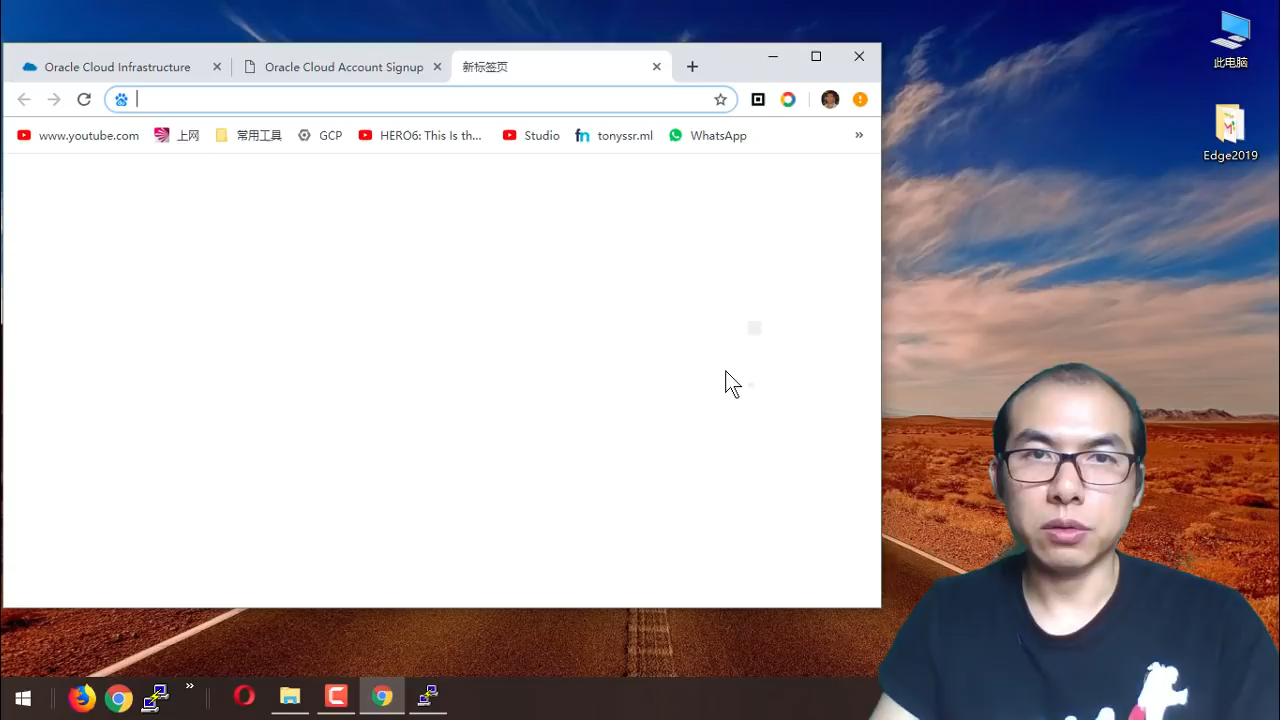 Oracle Cloud Infrastructure
Oracle Cloud Account Signup
新标签页
www.youtube.com
上网
常用工具
GCP
HERO6: This Is th...
Studio
tonyssr.ml
WhatsApp
此电脑
Edge2019